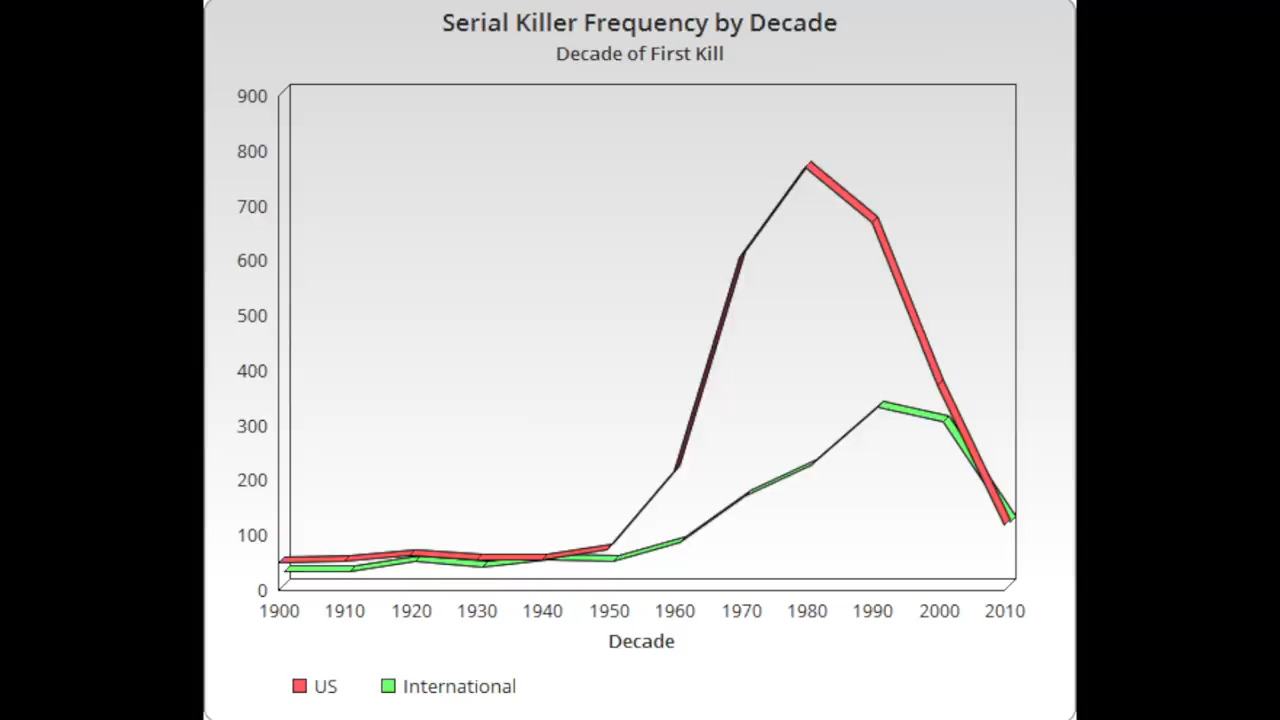 Serial Killer Frequency by Decade
Decade of First Kill
900
800
700
600
500
400
300
200
100
0
1900 1910 1920 1930 1940 1950 1960 1970 1980 1990 2000 2010
Decade
US International